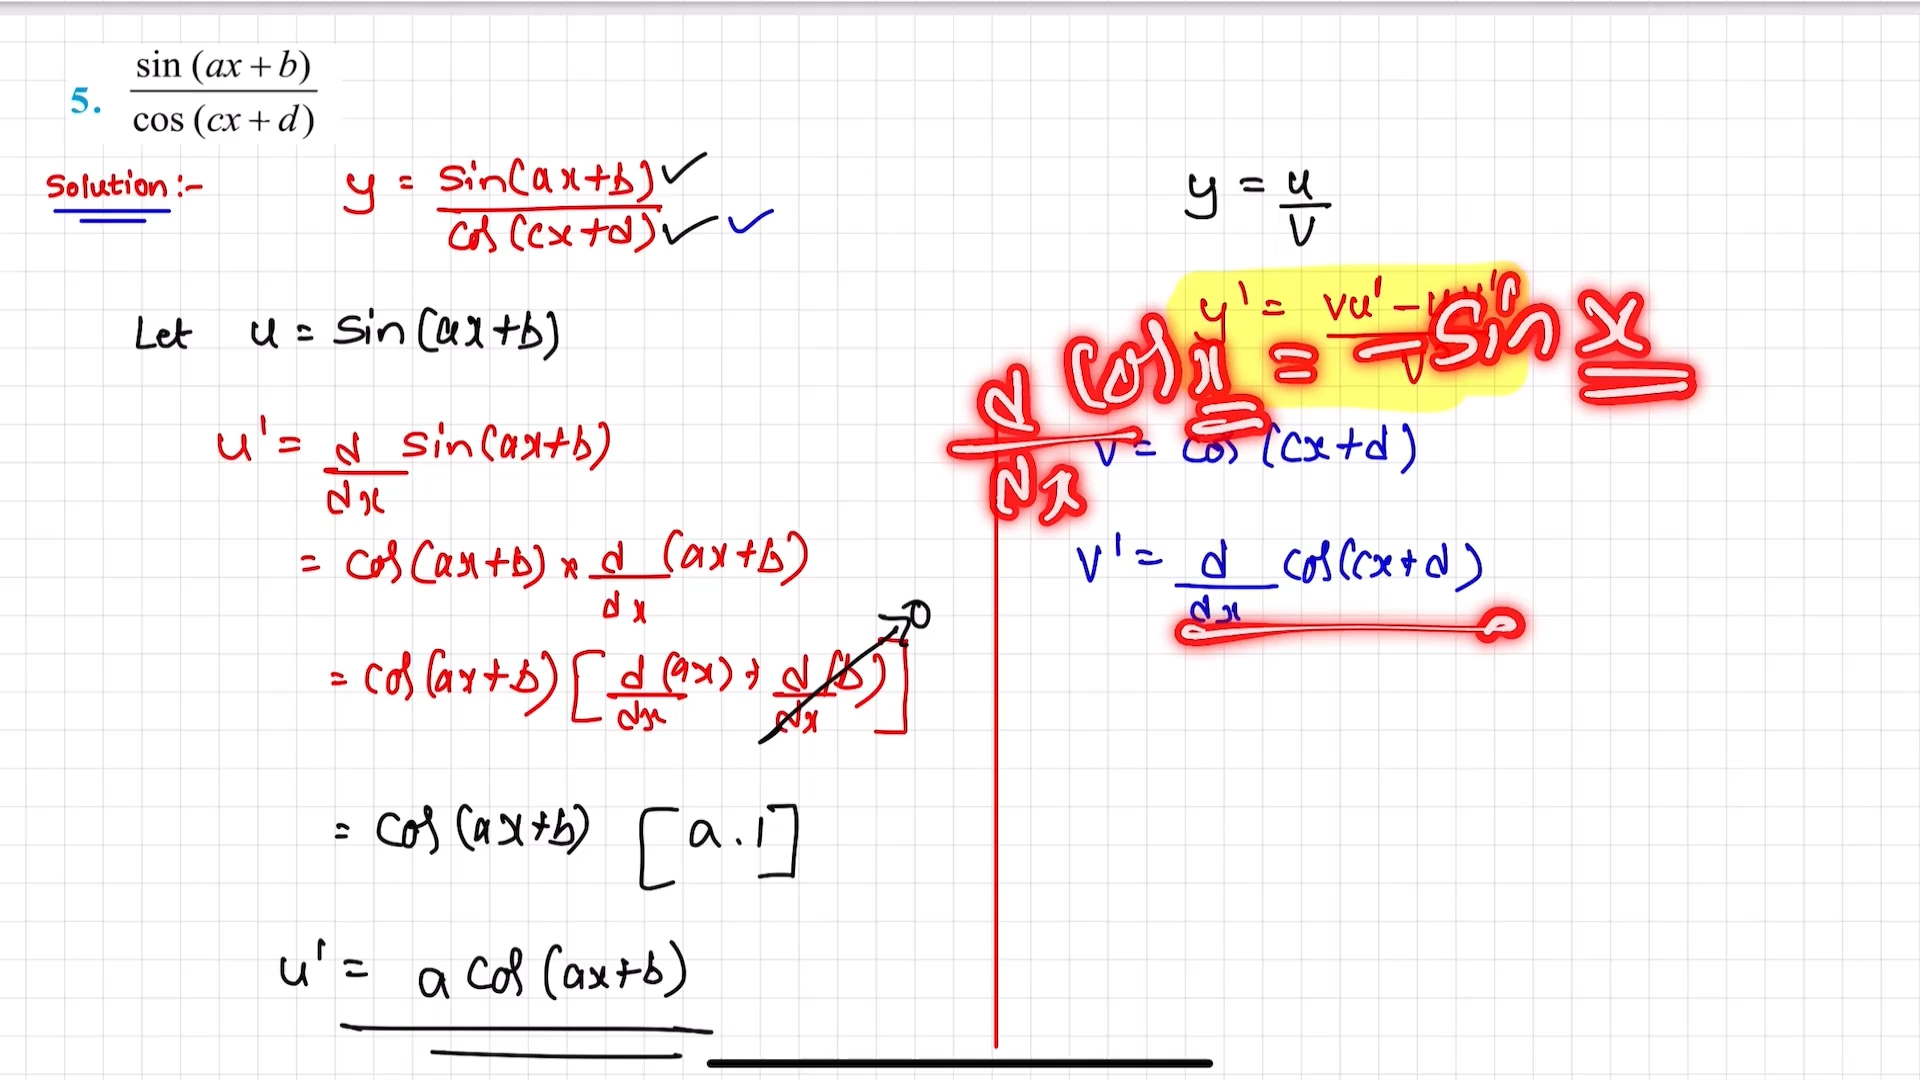 5. sin (ax + b)
cos (cx + d)
Solution :-
y = sin(ax+b)
cos (cx+d)
Let u = sin (ax+b)
u' = d/dx sin(ax+b)
= cos(ax+b) × d/dx (ax+b)
= cos(ax+b) [ d/dx (ax) + d/dx (b) ] 0
= cos (ax+b) [ a . 1 ]
u' = a cos (ax+b)
y = u/v
y' = vu' -
v
d/dx cos x = - sin x
v = cos (cx+d)
v' = d/dx cos(cx+d)